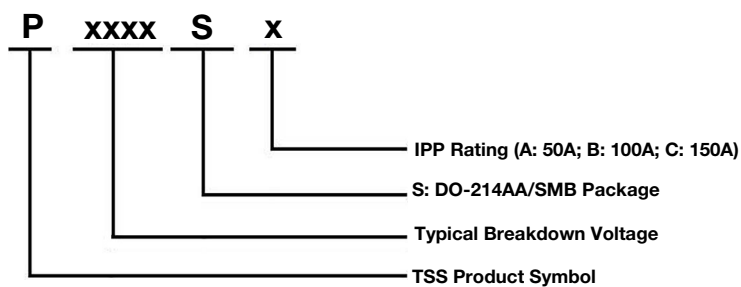 P xxxx S x
IPP Rating (A: 50A; B: 100A; C: 150A)
S: DO-214AA/SMB Package
Typical Breakdown Voltage
TSS Product Symbol